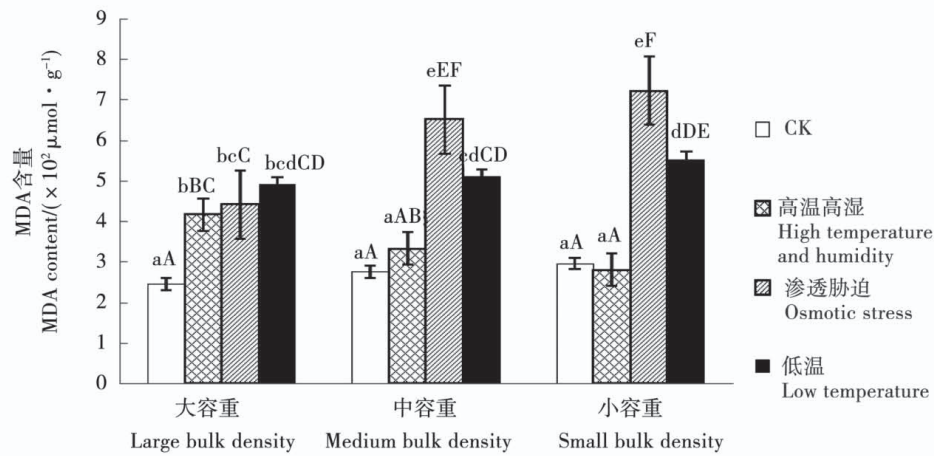 MDA含量
MDA content/(×10² μmol·g⁻¹)
9
8
7
6
5
4
3
2
1
0
aA
bBC
bcC
bcdCD
aA
aAB
eEF
cdCD
aA
aA
eF
dDE
大容重
Large bulk density
中容重
Medium bulk density
小容重
Small bulk density
CK
高温高湿
High temperature
and humidity
渗透胁迫
Osmotic stress
低温
Low temperature